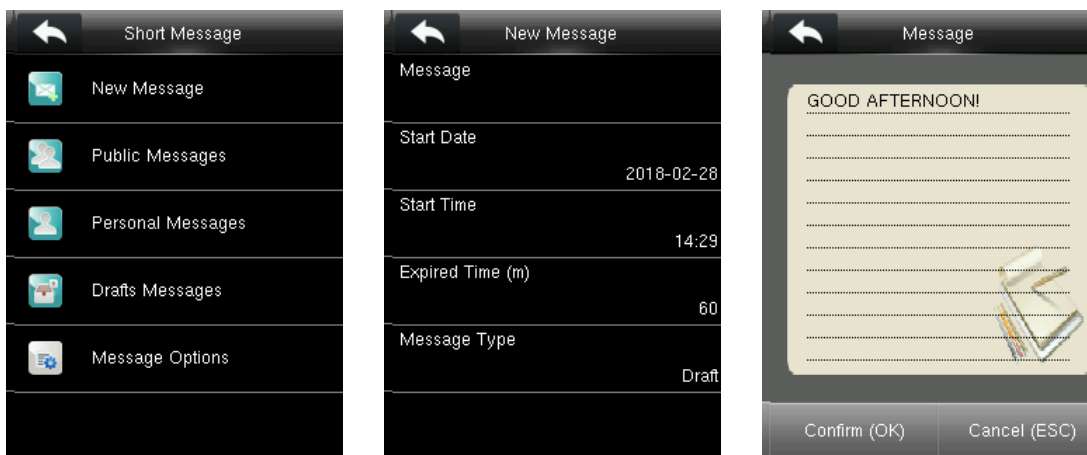 Short Message
New Message
Public Messages
Personal Messages
Drafts Messages
Message Options
New Message
Message
Start Date
2018-02-28
Start Time
14:29
Expired Time (m)
60
Message Type
Draft
Message
GOOD AFTERNOON!
Confirm (OK) Cancel (ESC)